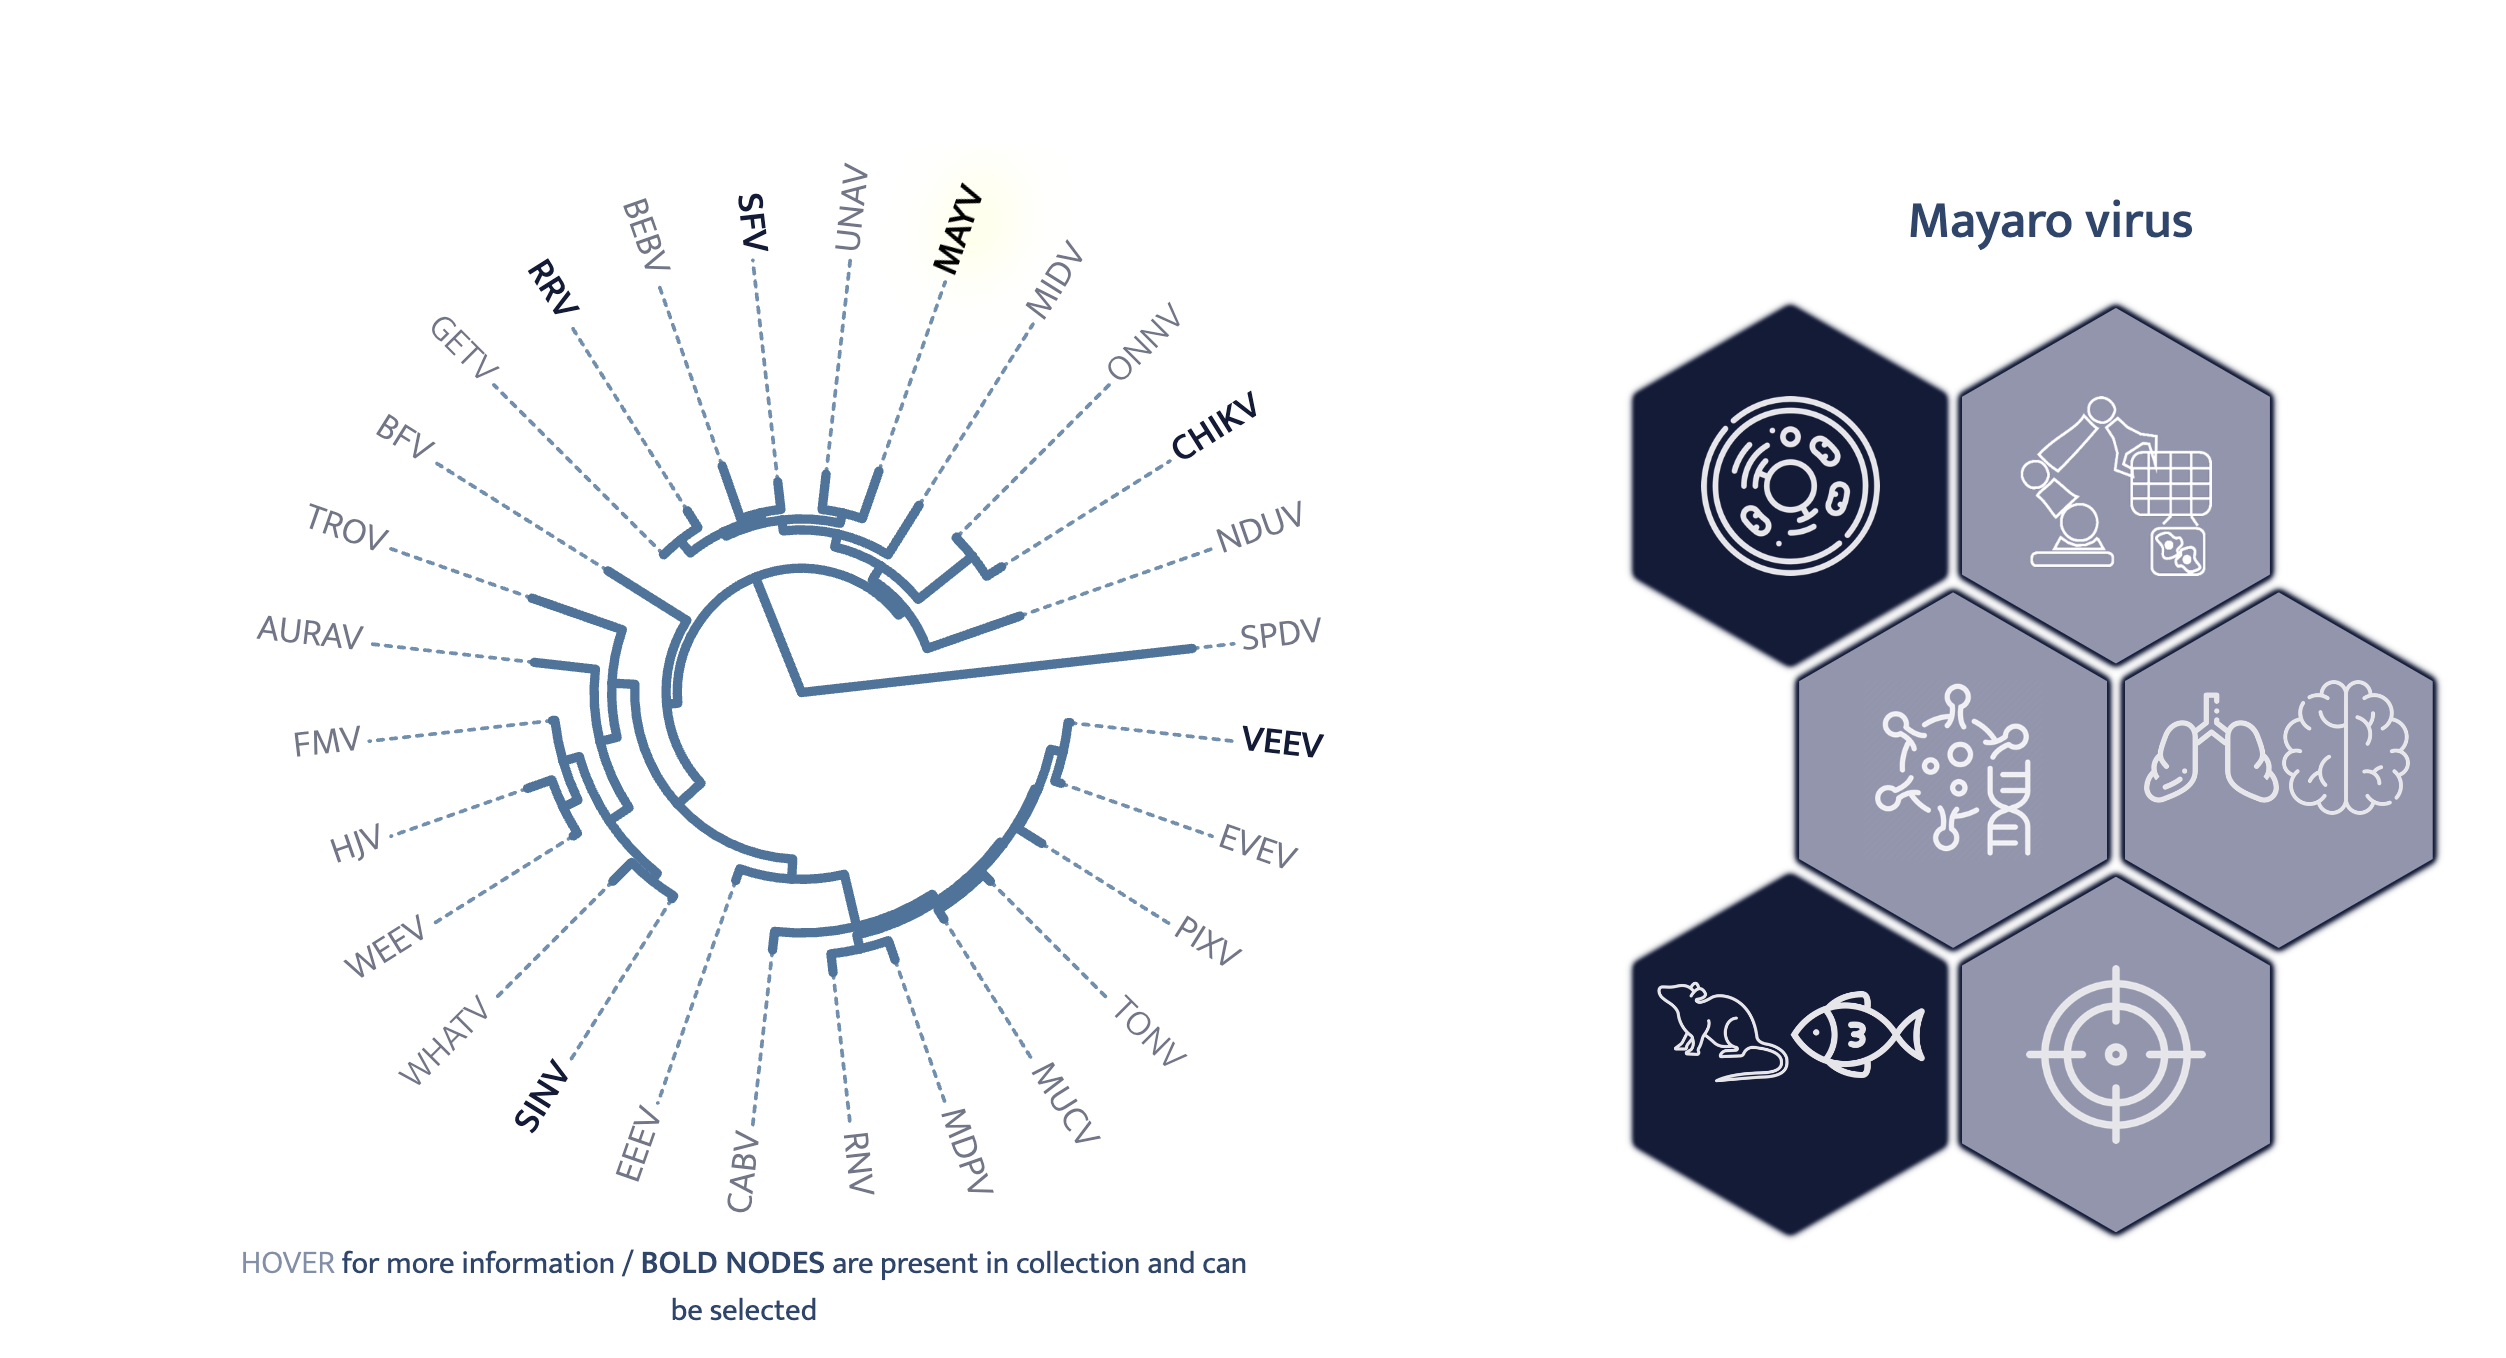 UNAV
MAYV
MIDV
ONNV
CHIKV
NDUV
SPDV
VEEV
EVEV
PIXV
TONV
MUCV
MDPV
RNV
CABV
EEEV
SINV
WHATV
WEEV
HJV
FMV
AURAV
TROV
BFV
GETV
RRV
BEBV
SFV
HOVER for more information / BOLD NODES are present in collection and can
be selected
Mayaro virus